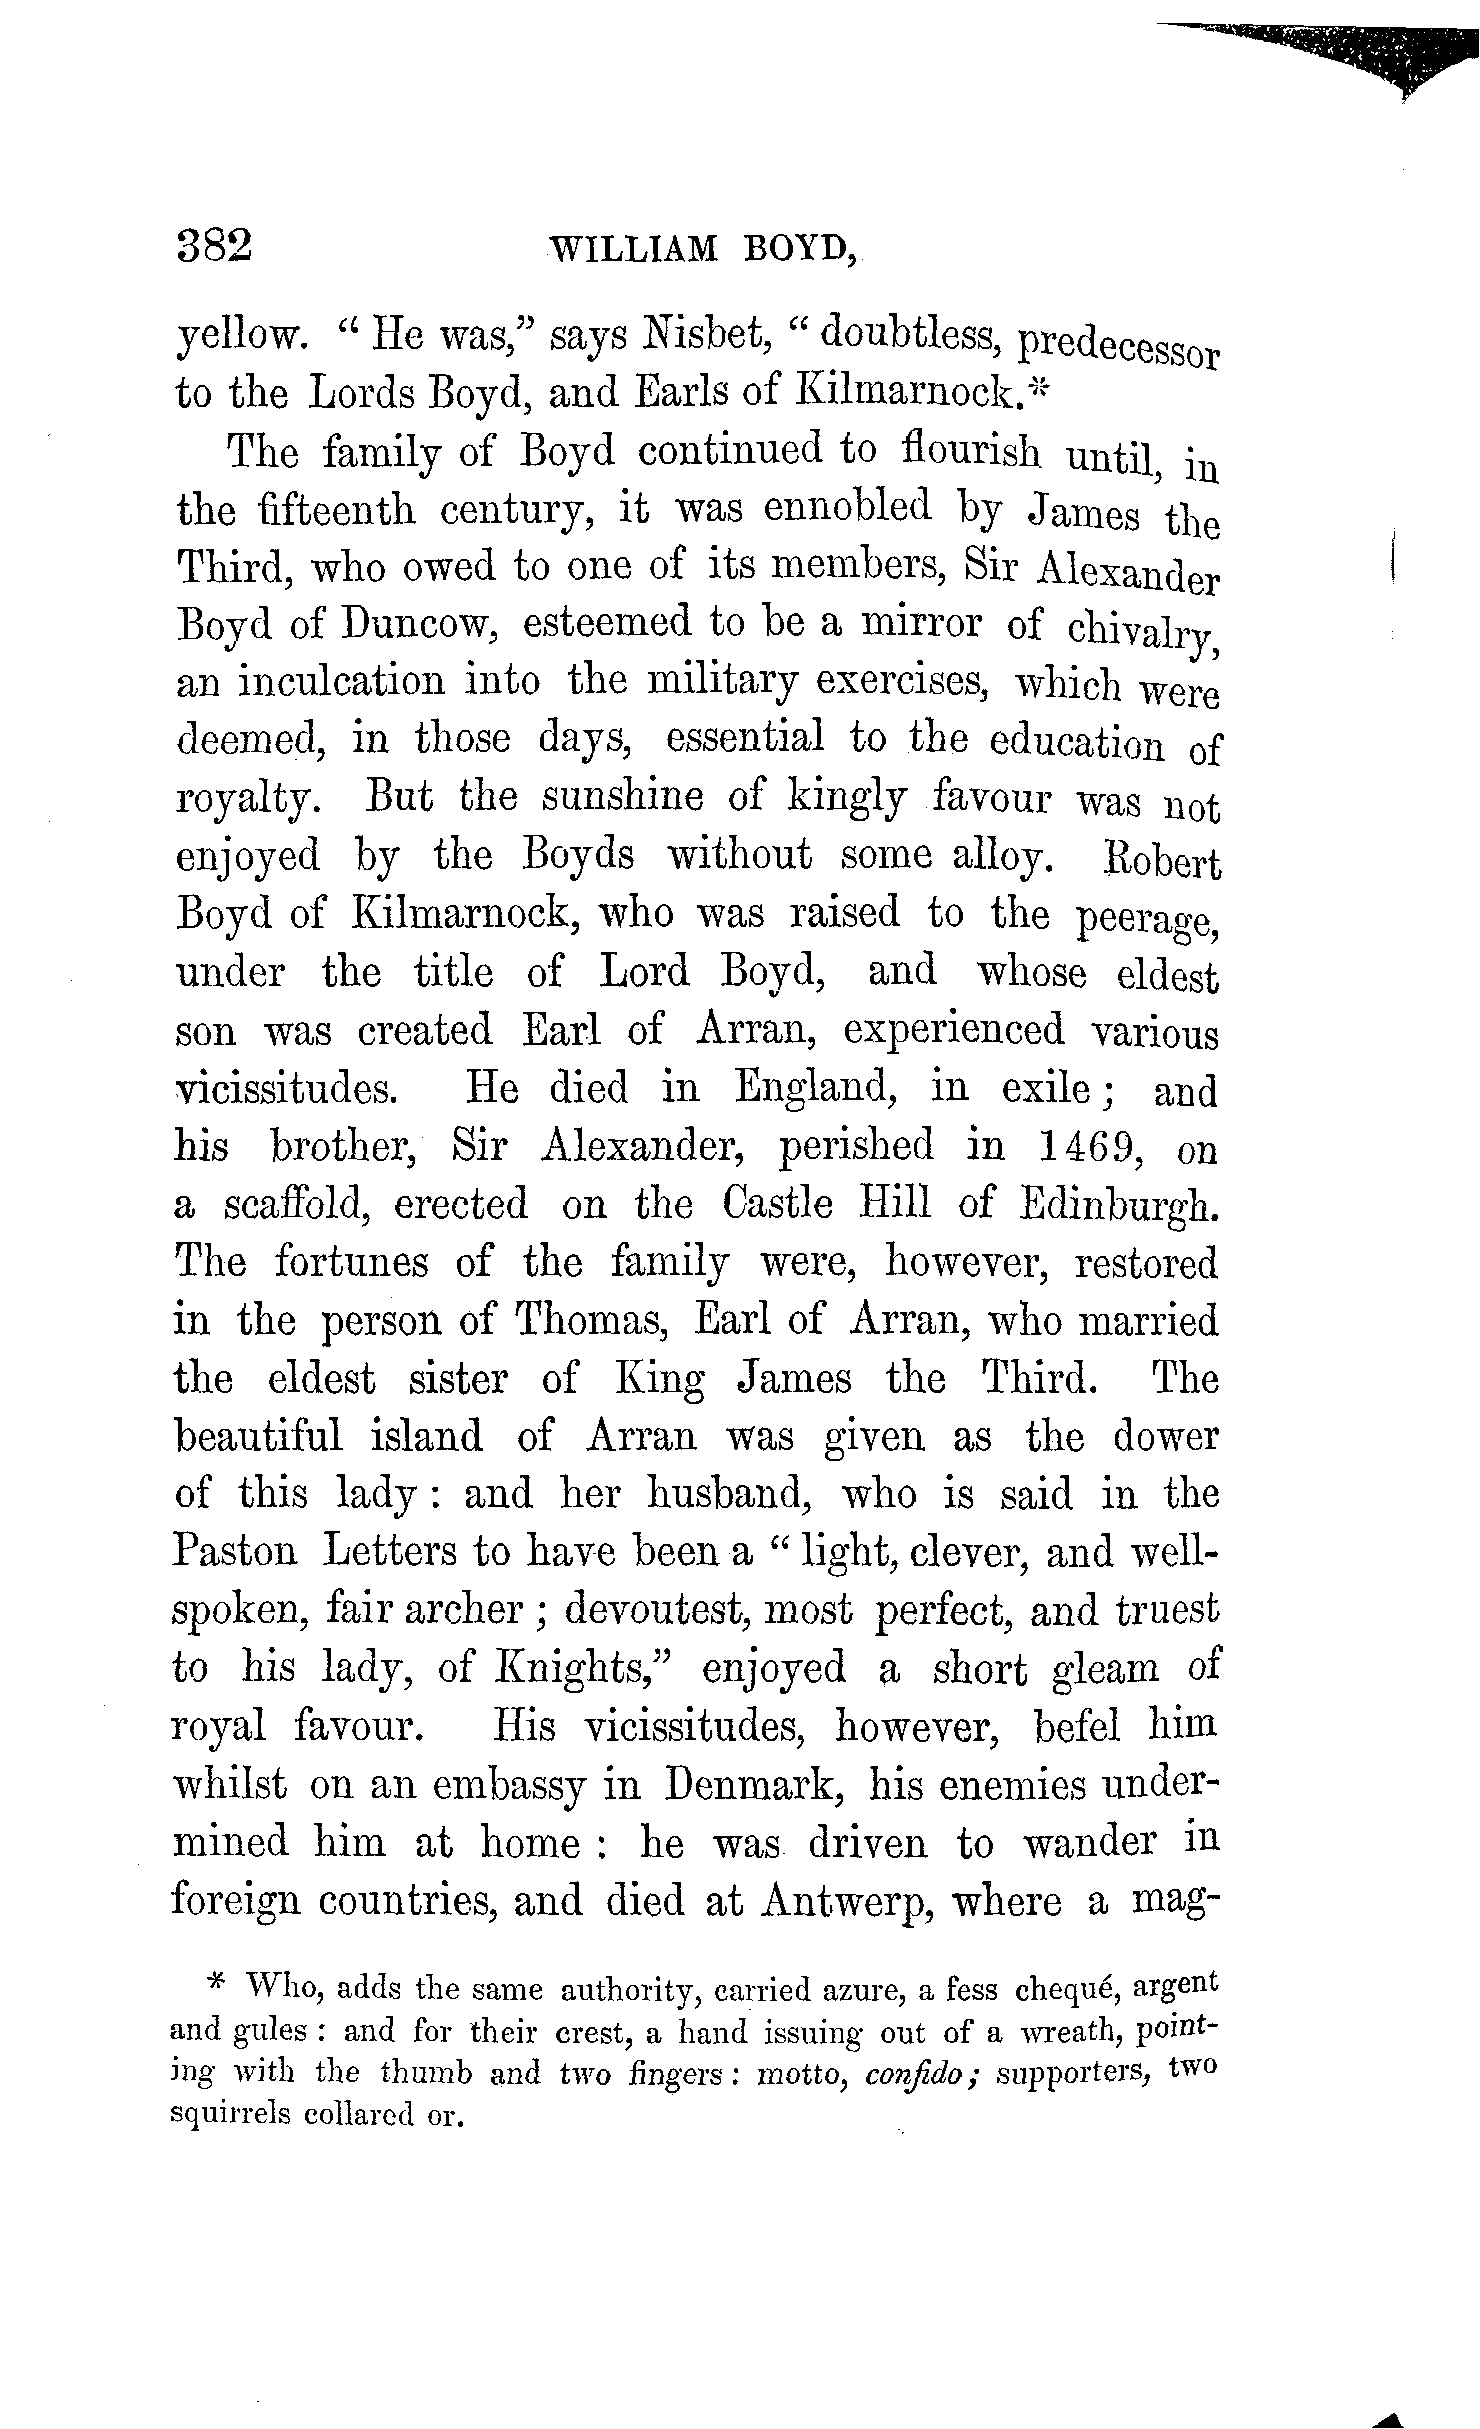 382 WILLIAM BOYD,
yellow. “ He was,” says Nisbet, “ doubtless, predecessor
to the Lords Boyd, and Earls of Kilmarnock.*
The family of Boyd continued to flourish until, in
the fifteenth century, it was ennobled by James the
Third, who owed to one of its members, Sir Alexander
Boyd of Duncow, esteemed to be a mirror of chivalry,
an inculcation into the military exercises, which were
deemed, in those days, essential to the education of
royalty. But the sunshine of kingly favour was not
enjoyed by the Boyds without some alloy. Robert
Boyd of Kilmarnock, who was raised to the peerage,
under the title of Lord Boyd, and whose eldest
son was created Earl of Arran, experienced various
vicissitudes. He died in England, in exile ; and
his brother, Sir Alexander, perished in 1469, on
a scaffold, erected on the Castle Hill of Edinburgh.
The fortunes of the family were, however, restored
in the person of Thomas, Earl of Arran, who married
the eldest sister of King James the Third. The
beautiful island of Arran was given as the dower
of this lady : and her husband, who is said in the
Paston Letters to have been a “ light, clever, and well-
spoken, fair archer ; devoutest, most perfect, and truest
to his lady, of Knights,” enjoyed a short gleam of
royal favour. His vicissitudes, however, befel him
whilst on an embassy in Denmark, his enemies under-
mined him at home : he was driven to wander in
foreign countries, and died at Antwerp, where a mag-
* Who, adds the same authority, carried azure, a fess chequé, argent
and gules : and for their crest, a hand issuing out of a wreath, point-
ing with the thumb and two fingers : motto, confido ; supporters, two
squirrels collared or.